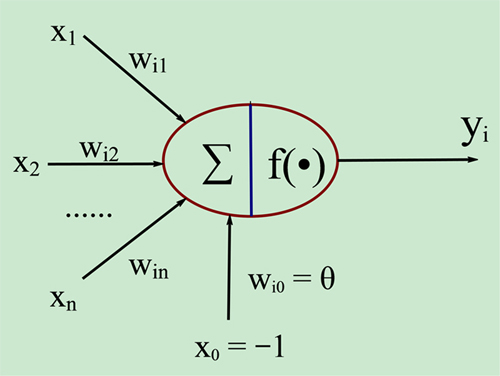 x₁
wᵢ₁
x₂
wᵢ₂
......
xₙ
wᵢₙ
∑
f(•)
yᵢ
wᵢ₀ = θ
x₀ = −1